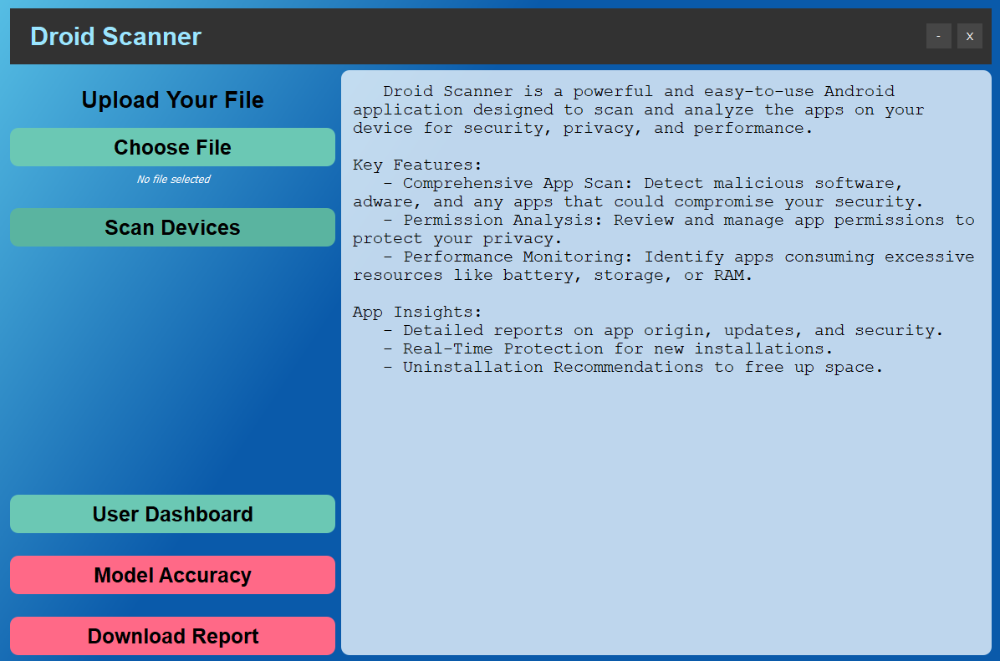 Droid Scanner
- X
Upload Your File
Choose File
No file selected
Scan Devices
User Dashboard
Model Accuracy
Download Report
Droid Scanner is a powerful and easy-to-use Android
application designed to scan and analyze the apps on your
device for security, privacy, and performance.
Key Features:
- Comprehensive App Scan: Detect malicious software,
adware, and any apps that could compromise your security.
- Permission Analysis: Review and manage app permissions to
protect your privacy.
- Performance Monitoring: Identify apps consuming excessive
resources like battery, storage, or RAM.
App Insights:
- Detailed reports on app origin, updates, and security.
- Real-Time Protection for new installations.
- Uninstallation Recommendations to free up space.